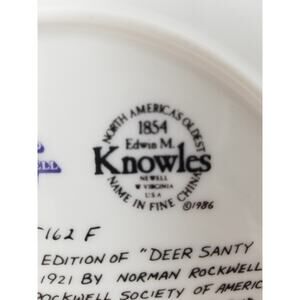 NORTH AMERICA'S OLDEST
1854
Edwin M.
Knowles
NEWELL
W VIRGINIA
U.S.A
NAME IN FINE CHINA
©1986
T162 F
EDITION OF "DEER SANTY
1921 BY NORMAN ROCKWELL
ROCKWELL SOCIETY OF AMERIC